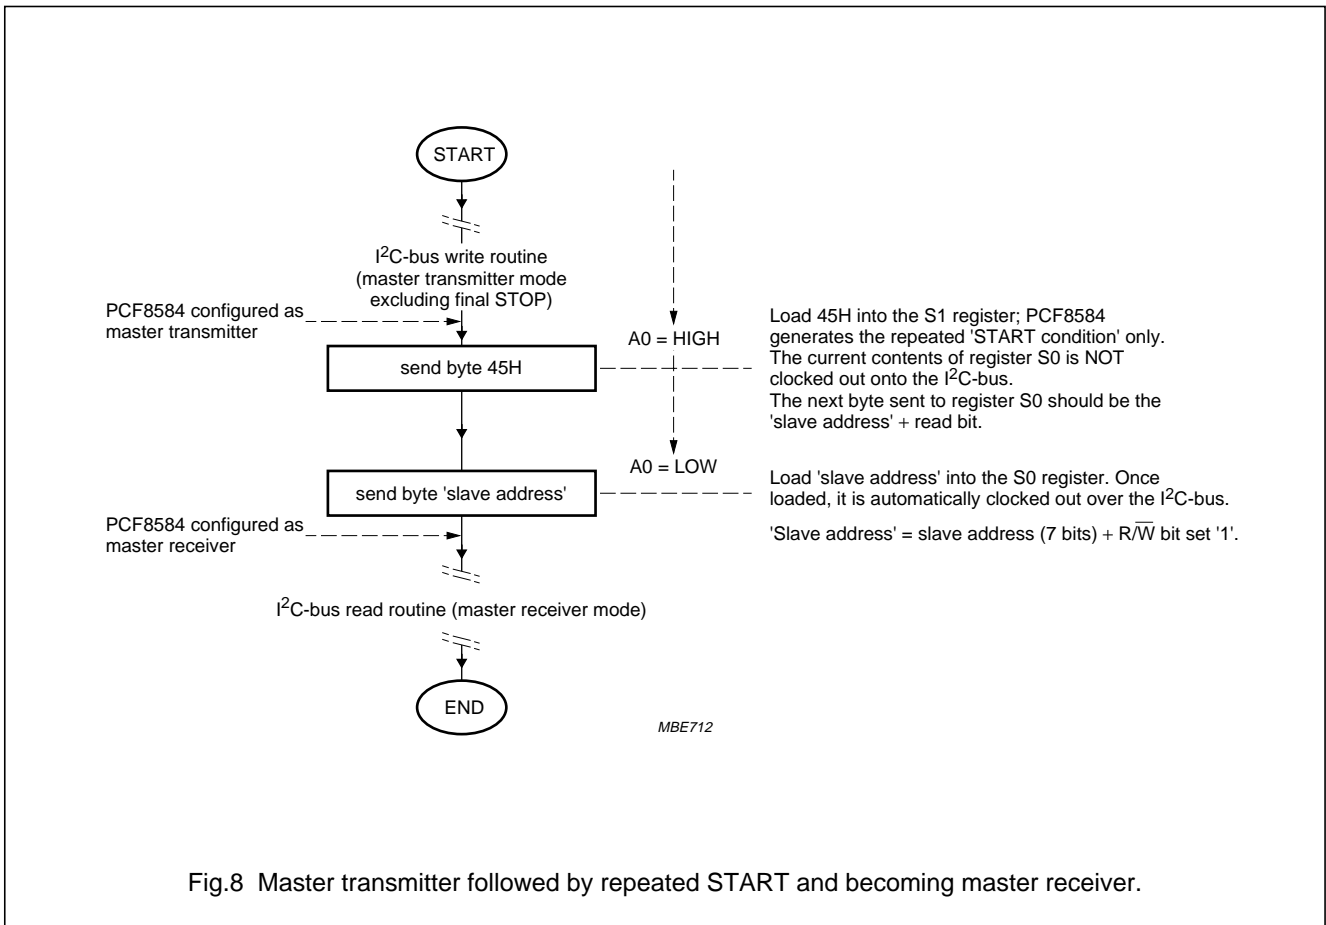 START
I2C-bus write routine
(master transmitter mode
excluding final STOP)
PCF8584 configured as
master transmitter
A0 = HIGH
send byte 45H
Load 45H into the S1 register; PCF8584
generates the repeated 'START condition' only.
The current contents of register S0 is NOT
clocked out onto the I2C-bus.
The next byte sent to register S0 should be the
'slave address' + read bit.
A0 = LOW
send byte 'slave address'
Load 'slave address' into the S0 register. Once
loaded, it is automatically clocked out over the I2C-bus.
'Slave address' = slave address (7 bits) + R/W̅ bit set '1'.
PCF8584 configured as
master receiver
I2C-bus read routine (master receiver mode)
END
MBE712
Fig.8 Master transmitter followed by repeated START and becoming master receiver.